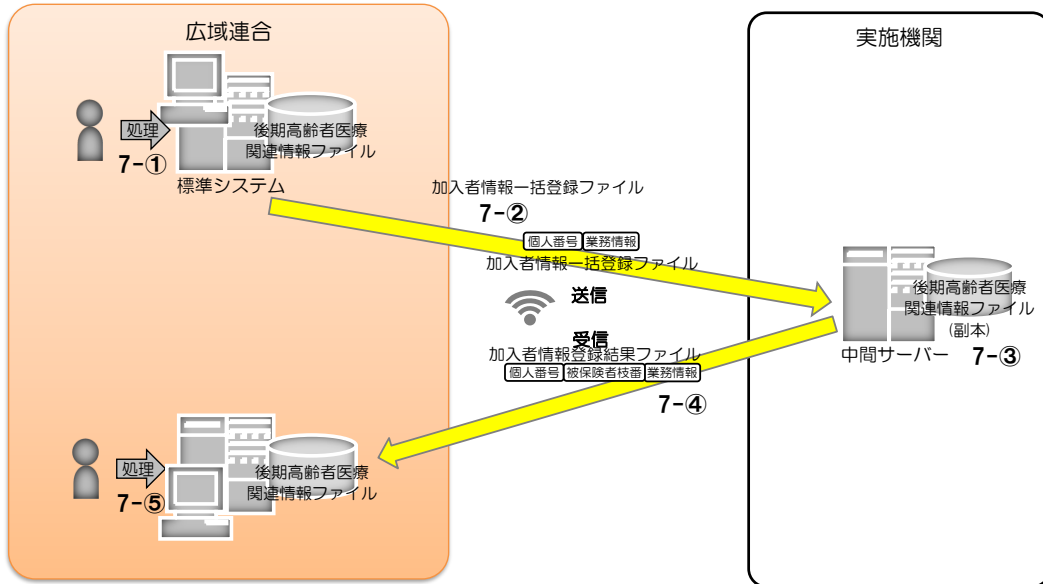 広域連合
処理
7-①
後期高齢者医療
関連情報ファイル
標準システム
加入者情報一括登録ファイル
7-②
個人番号 業務情報
加入者情報一括登録ファイル
送信
受信
加入者情報登録結果ファイル
個人番号 被保険者枝番 業務情報
7-④
実施機関
後期高齢者医療
関連情報ファイル
(副本)
中間サーバー
7-③
処理
7-⑤
後期高齢者医療
関連情報ファイル